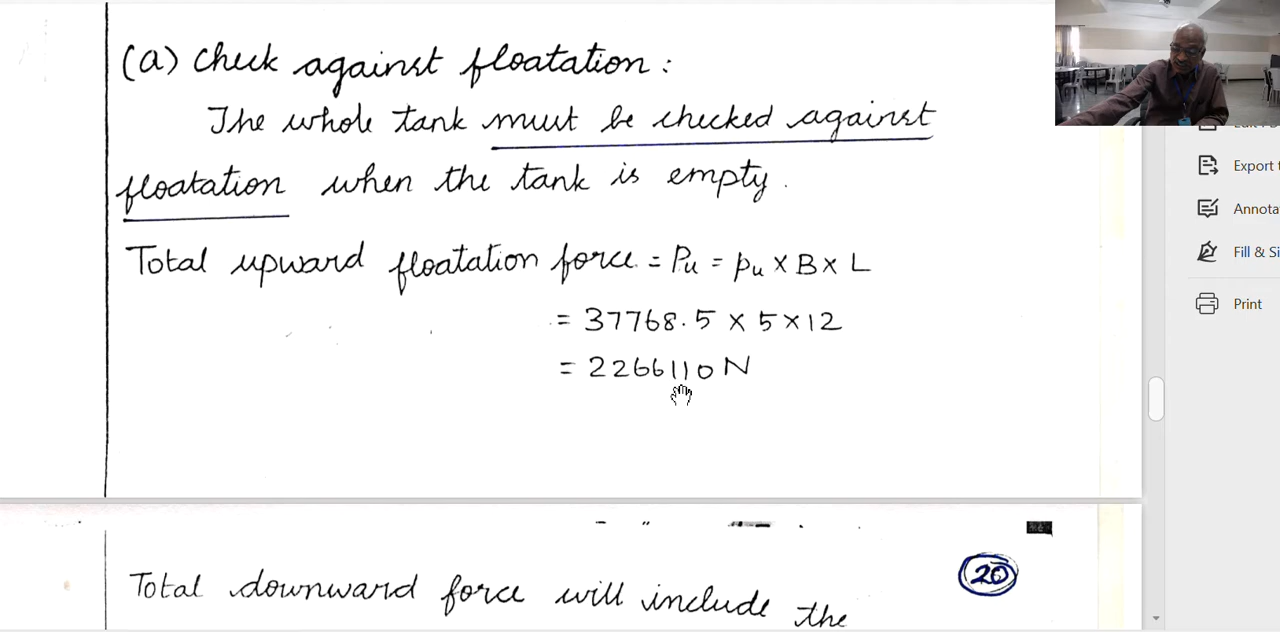 (a) Check against floatation :
The whole tank must be checked against
floatation when the tank is empty.
Total upward floatation force = Pu = pu × B × L
= 37768.5 × 5 × 12
= 2266110 N
Total downward force will include the
20
Export t
Annota
Fill & Si
Print